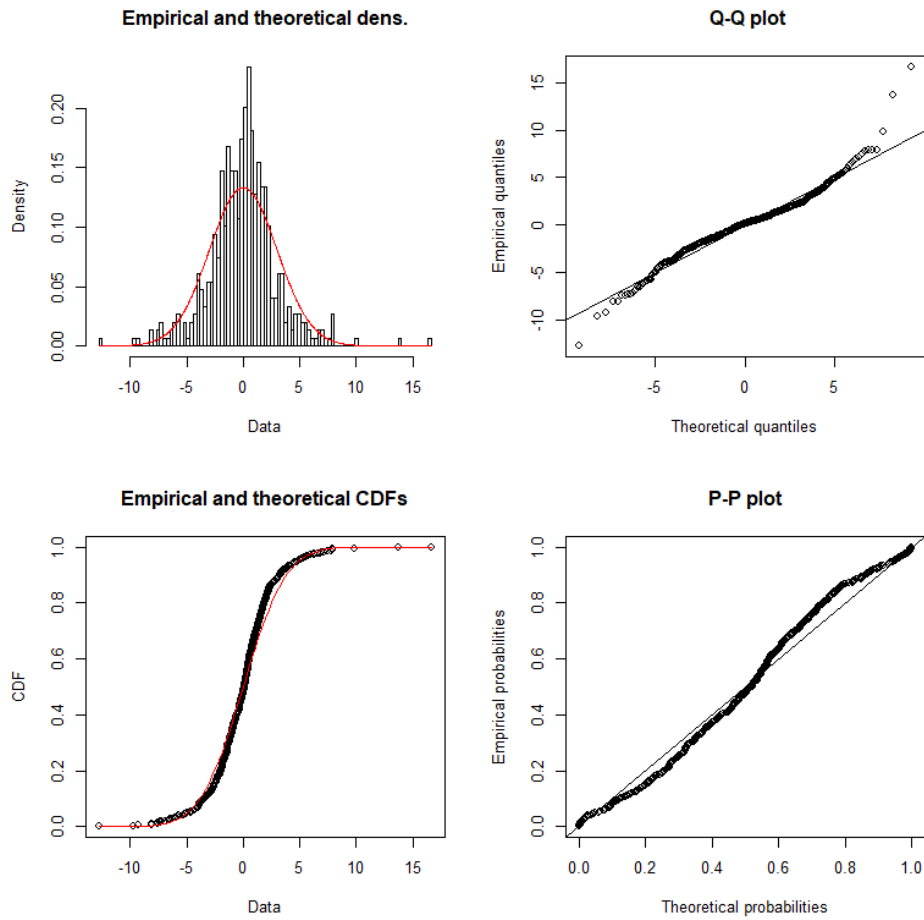 Empirical and theoretical dens.
Density
0.00 0.05 0.10 0.15 0.20
-10 -5 0 5 10 15
Data
Q-Q plot
Empirical quantiles
-10 -5 0 5 10 15
-5 0 5
Theoretical quantiles
Empirical and theoretical CDFs
CDF
0.0 0.2 0.4 0.6 0.8 1.0
-10 -5 0 5 10 15
Data
P-P plot
Empirical probabilities
0.0 0.2 0.4 0.6 0.8 1.0
0.0 0.2 0.4 0.6 0.8 1.0
Theoretical probabilities